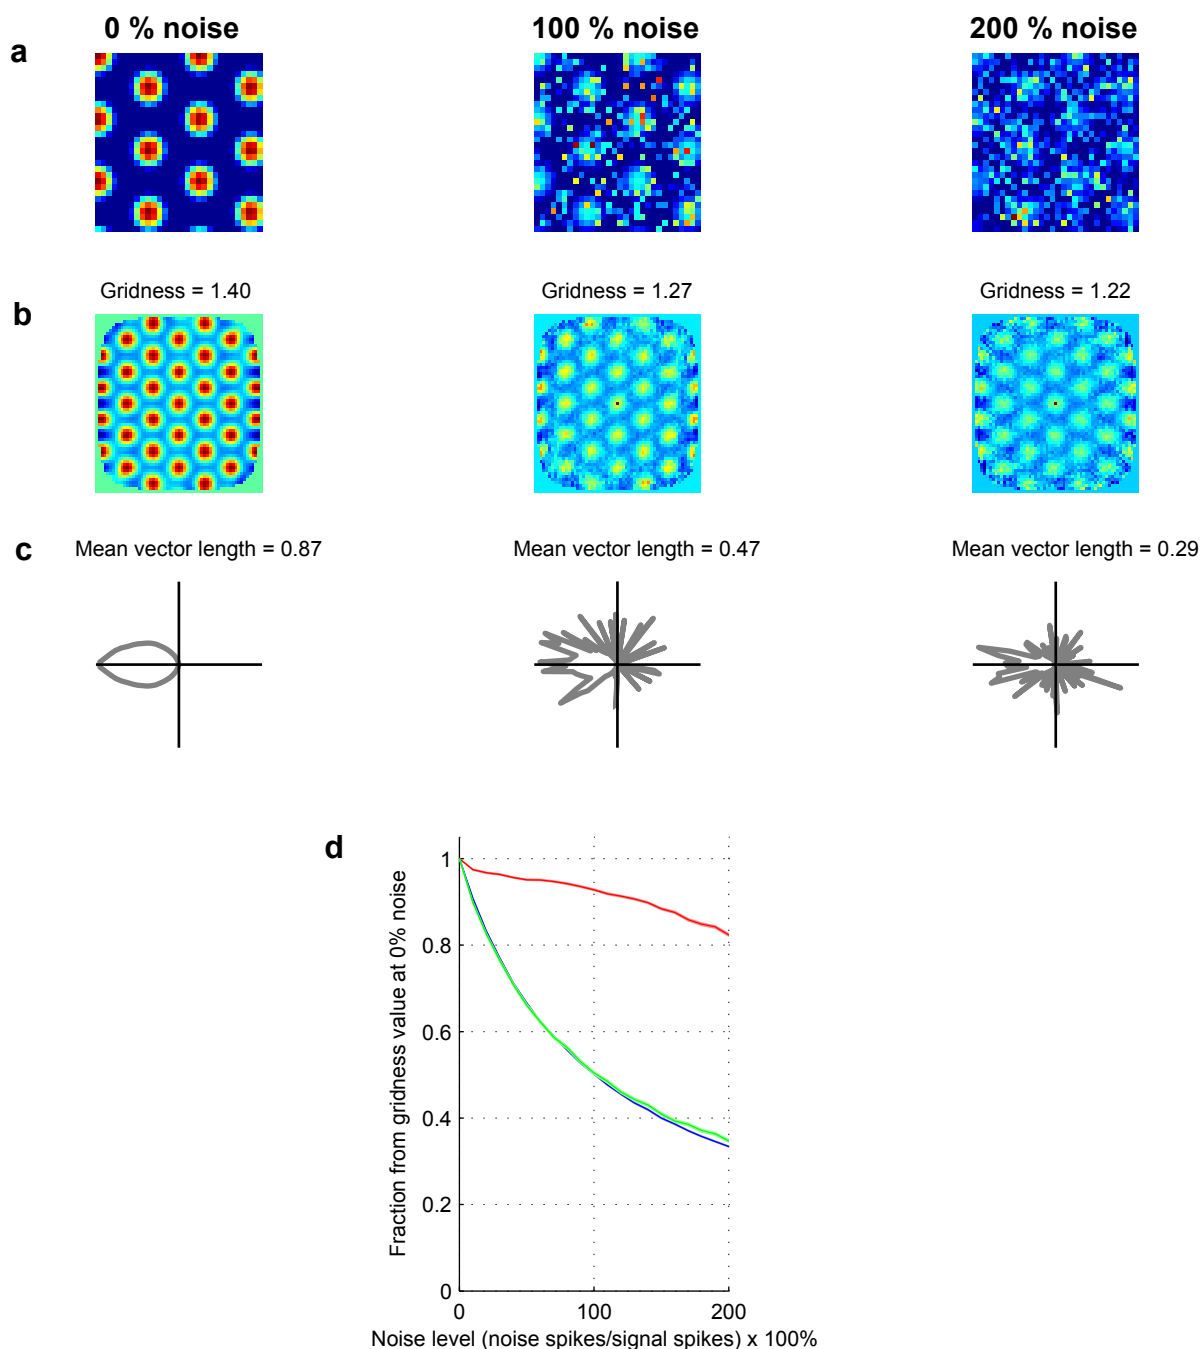 0 % noise
100 % noise
200 % noise
a
Gridness = 1.40
Gridness = 1.27
Gridness = 1.22
b
c
Mean vector length = 0.87
Mean vector length = 0.47
Mean vector length = 0.29
d
Fraction from gridness value at 0% noise
1
0.8
0.6
0.4
0.2
0
0
100
200
Noise level (noise spikes/signal spikes) x 100%